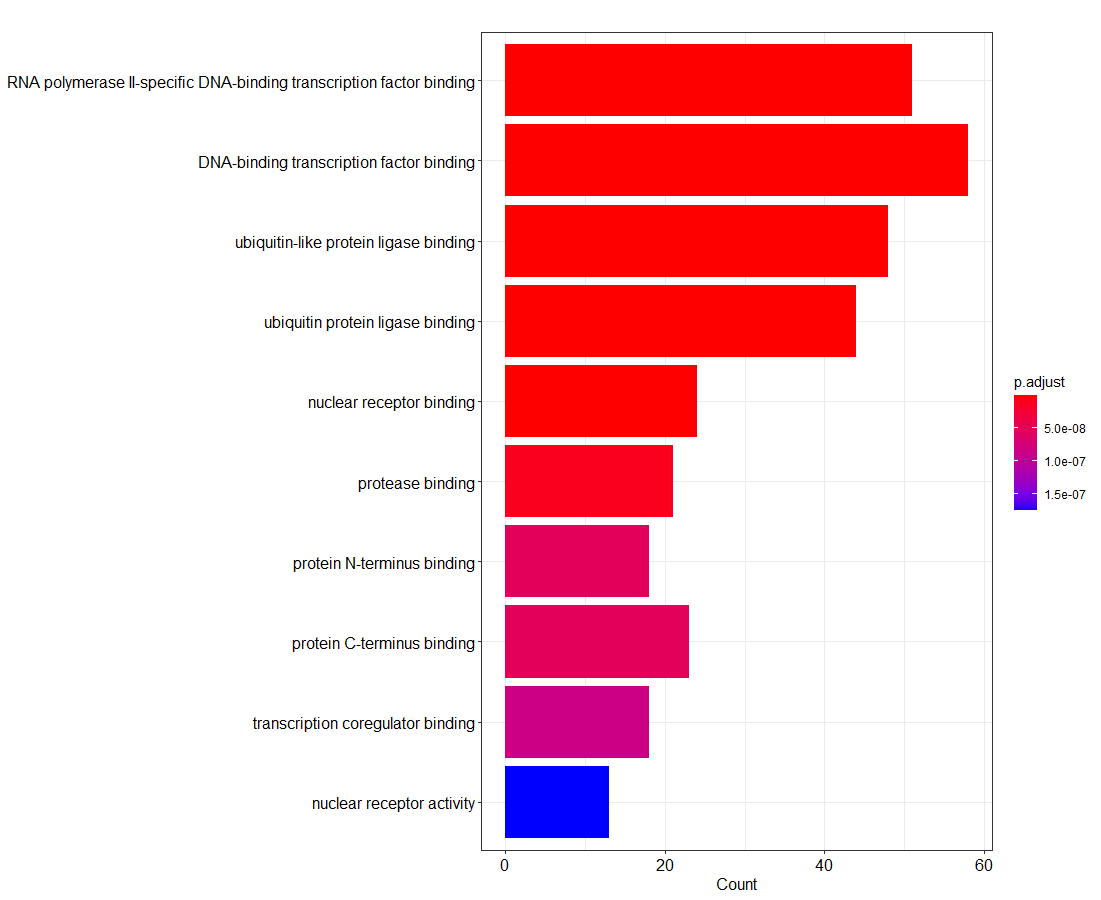 RNA polymerase II-specific DNA-binding transcription factor binding
DNA-binding transcription factor binding
ubiquitin-like protein ligase binding
ubiquitin protein ligase binding
nuclear receptor binding
protease binding
protein N-terminus binding
protein C-terminus binding
transcription coregulator binding
nuclear receptor activity
0 20 40 60
Count
p.adjust
5.0e-08
1.0e-07
1.5e-07